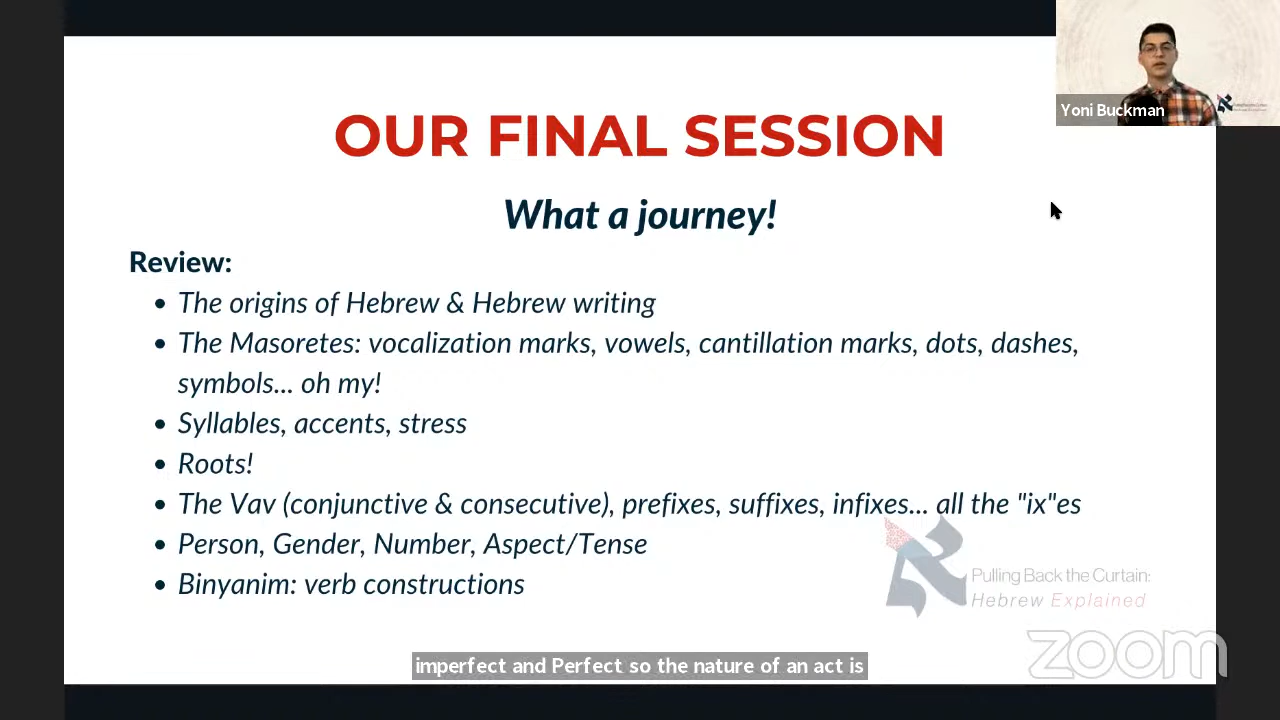 Yoni Buckman
OUR FINAL SESSION
What a journey!
Review:
• The origins of Hebrew & Hebrew writing
• The Masoretes: vocalization marks, vowels, cantillation marks, dots, dashes,
symbols... oh my!
• Syllables, accents, stress
• Roots!
• The Vav (conjunctive & consecutive), prefixes, suffixes, infixes... all the "ix"es
• Person, Gender, Number, Aspect/Tense
• Binyanim: verb constructions
א
Pulling Back the Curtain:
Hebrew Explained
zoom
imperfect and Perfect so the nature of an act is